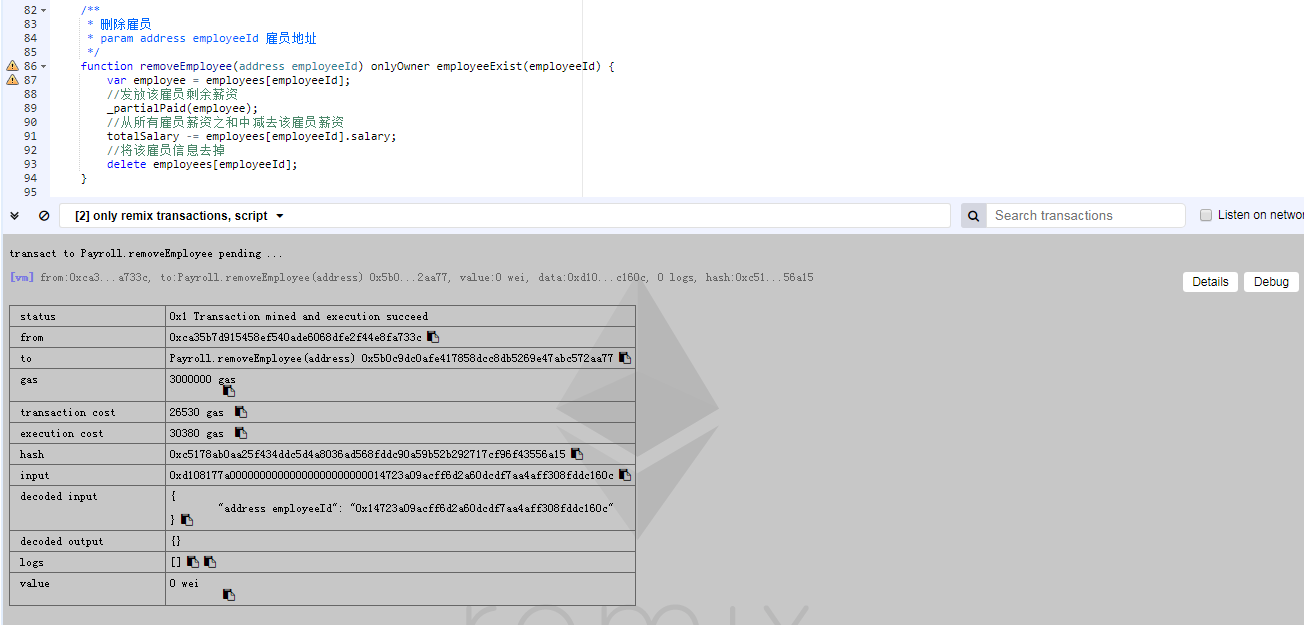 82 /**
83 * 删除雇员
84 * param address employeeId 雇员地址
85 */
86 function removeEmployee(address employeeId) onlyOwner employeeExist(employeeId) {
87 var employee = employees[employeeId];
88 //发放该雇员剩余薪资
89 _partialPaid(employee);
90 //从所有雇员薪资之和中减去该雇员薪资
91 totalSalary -= employees[employeeId].salary;
92 //将该雇员信息去掉
93 delete employees[employeeId];
94 }
95
[2] only remix transactions, script Search transactions Listen on networ
transact to Payroll.removeEmployee pending ...
[vm] from:0xca3...a733c, to:Payroll.removeEmployee(address) 0x5b0...2aa77, value:0 wei, data:0xd10...c160c, 0 logs, hash:0xc51...56a15
Details Debug
status 0x1 Transaction mined and execution succeed
from 0xca35b7d915458ef540ade6068dfe2f44e8fa733c
to Payroll.removeEmployee(address) 0x5b0c9dc0afe417858dcc8db5269e47abc572aa77
gas 3000000 gas
transaction cost 26530 gas
execution cost 30380 gas
hash 0xc5178ab0aa25f434ddc5d4a8036ad568fddc90a59b52b292717cf96f43556a15
input 0xd108177a00000000000000000000000014723a09acff6d2a60dcdf7aa4aff308fddc160c
decoded input {
"address employeeId": "0x14723a09acff6d2a60dcdf7aa4aff308fddc160c"
}
decoded output {}
logs []
value 0 wei
remix